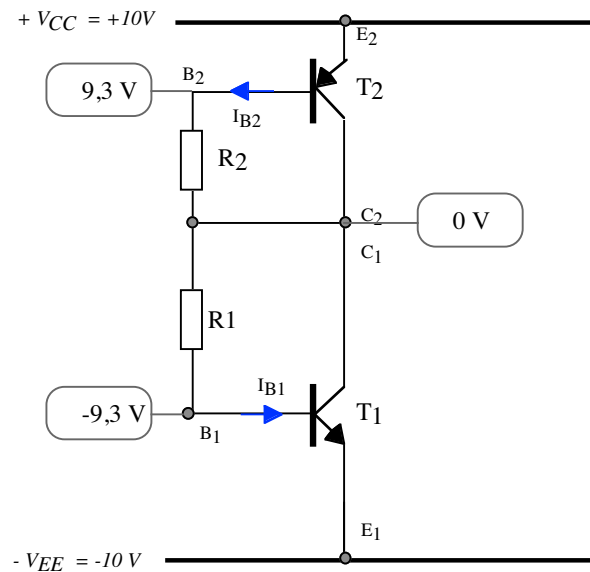 + VCC = +10V
E2
B2
9,3 V
T2
IB2
R2
C2
0 V
C1
R1
IB1
-9,3 V
T1
B1
E1
- VEE = -10 V